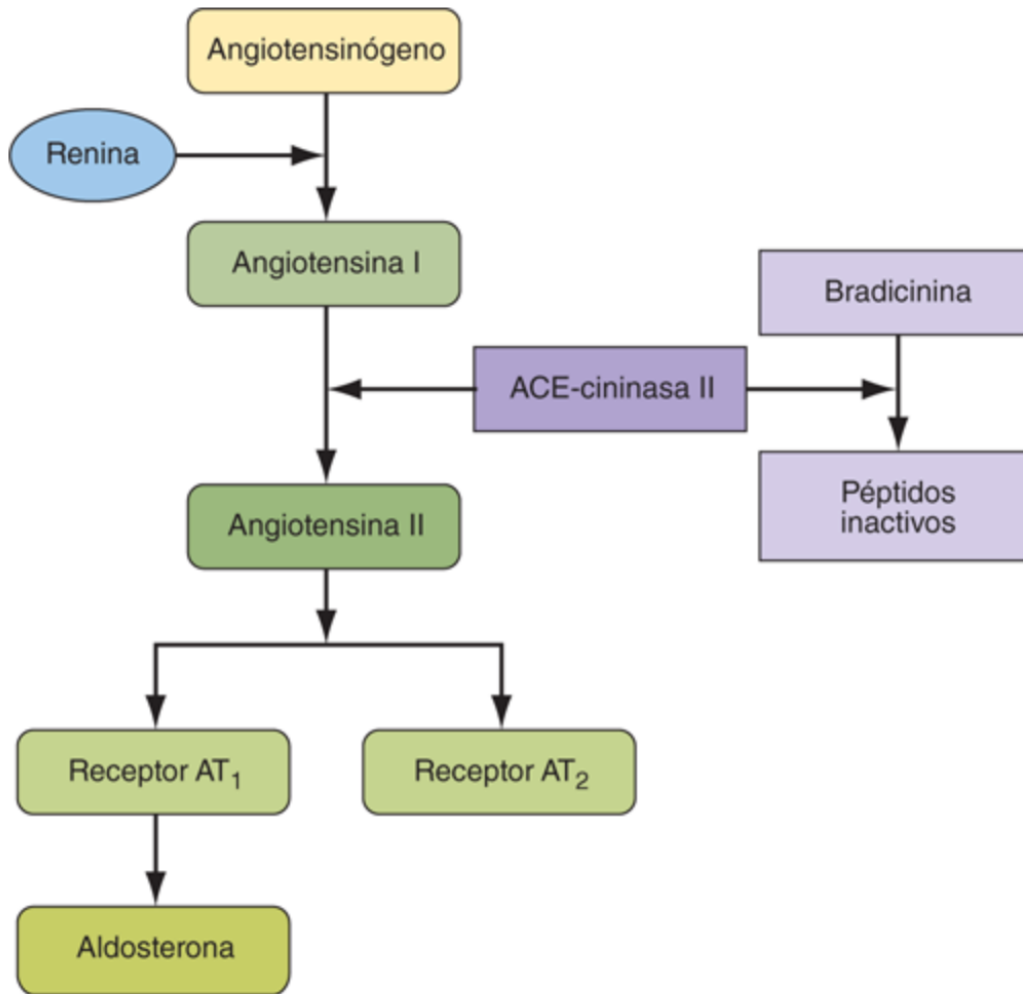 Angiotensinógeno
Renina
Angiotensina I
Bradicinina
ACE-cininasa II
Péptidos
inactivos
Angiotensina II
Receptor AT₁
Receptor AT₂
Aldosterona